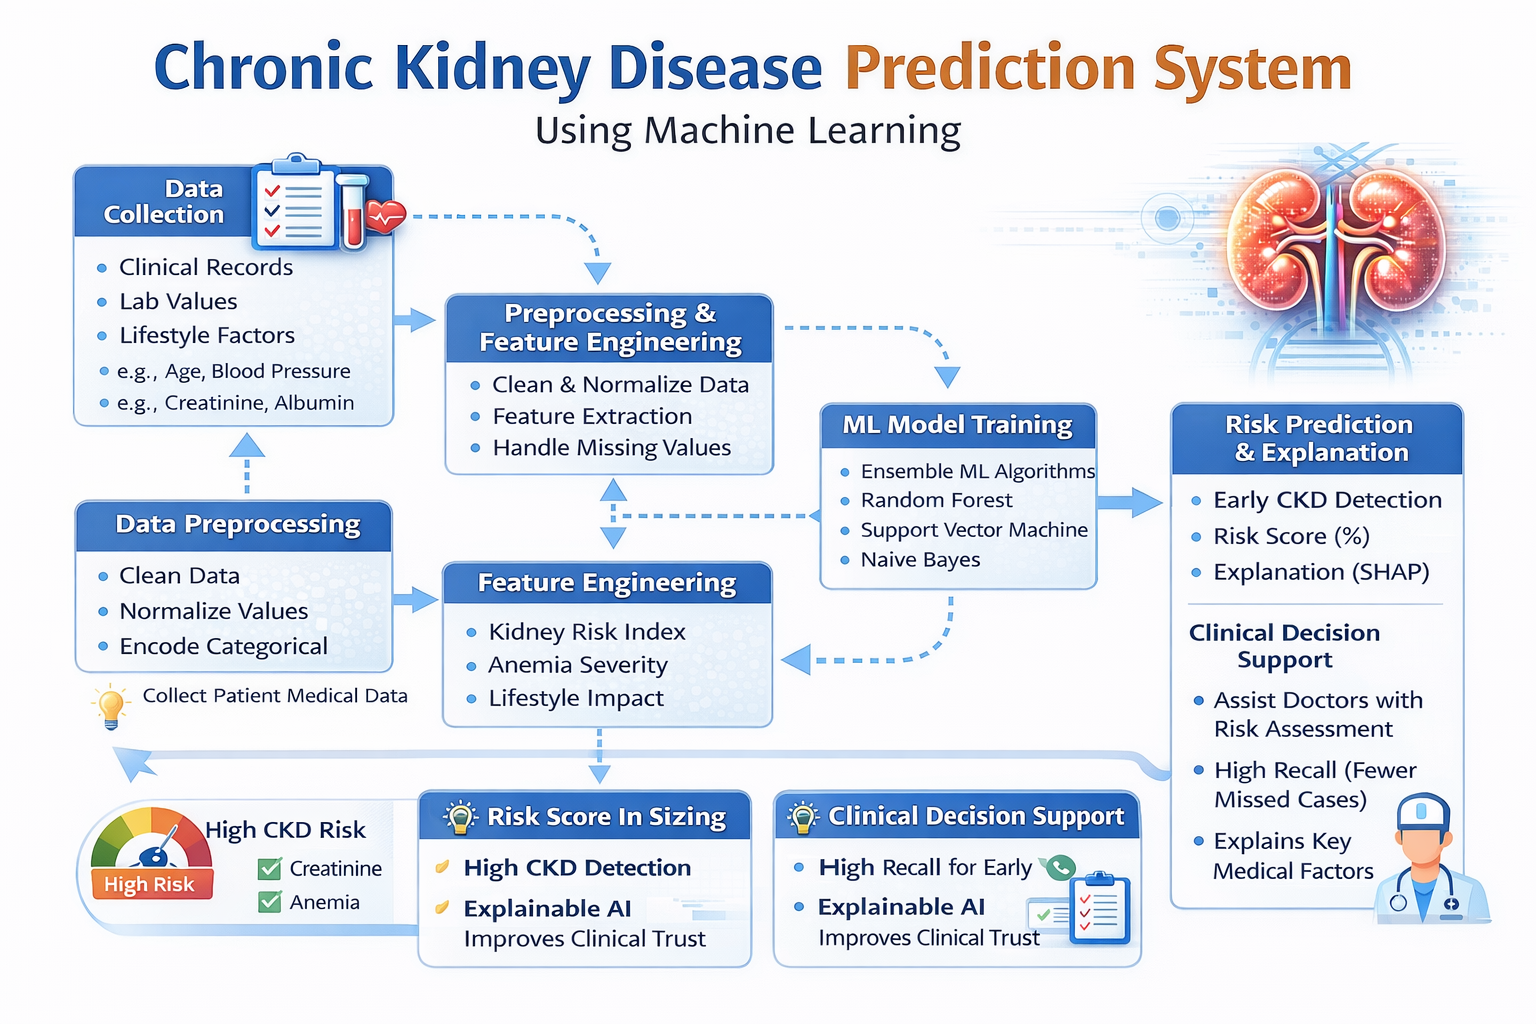 Chronic Kidney Disease Prediction System
Using Machine Learning
Data
Collection
• Clinical Records
• Lab Values
• Lifestyle Factors
• e.g., Age, Blood Pressure
• e.g., Creatinine, Albumin
Preprocessing &
Feature Engineering
• Clean & Normalize Data
• Feature Extraction
• Handle Missing Values
ML Model Training
• Ensemble ML Algorithms
• Random Forest
• Support Vector Machine
• Naive Bayes
Risk Prediction
& Explanation
• Early CKD Detection
• Risk Score (%)
• Explanation (SHAP)
Clinical Decision
Support
• Assist Doctors with
Risk Assessment
• High Recall (Fewer
Missed Cases)
• Explains Key
Medical Factors
Data Preprocessing
• Clean Data
• Normalize Values
• Encode Categorical
Collect Patient Medical Data
Feature Engineering
• Kidney Risk Index
• Anemia Severity
• Lifestyle Impact
High CKD Risk
High Risk
Creatinine
Anemia
Risk Score In Sizing
High CKD Detection
Explainable AI
Improves Clinical Trust
Clinical Decision Support
• High Recall for Early
• Explainable AI
Improves Clinical Trust